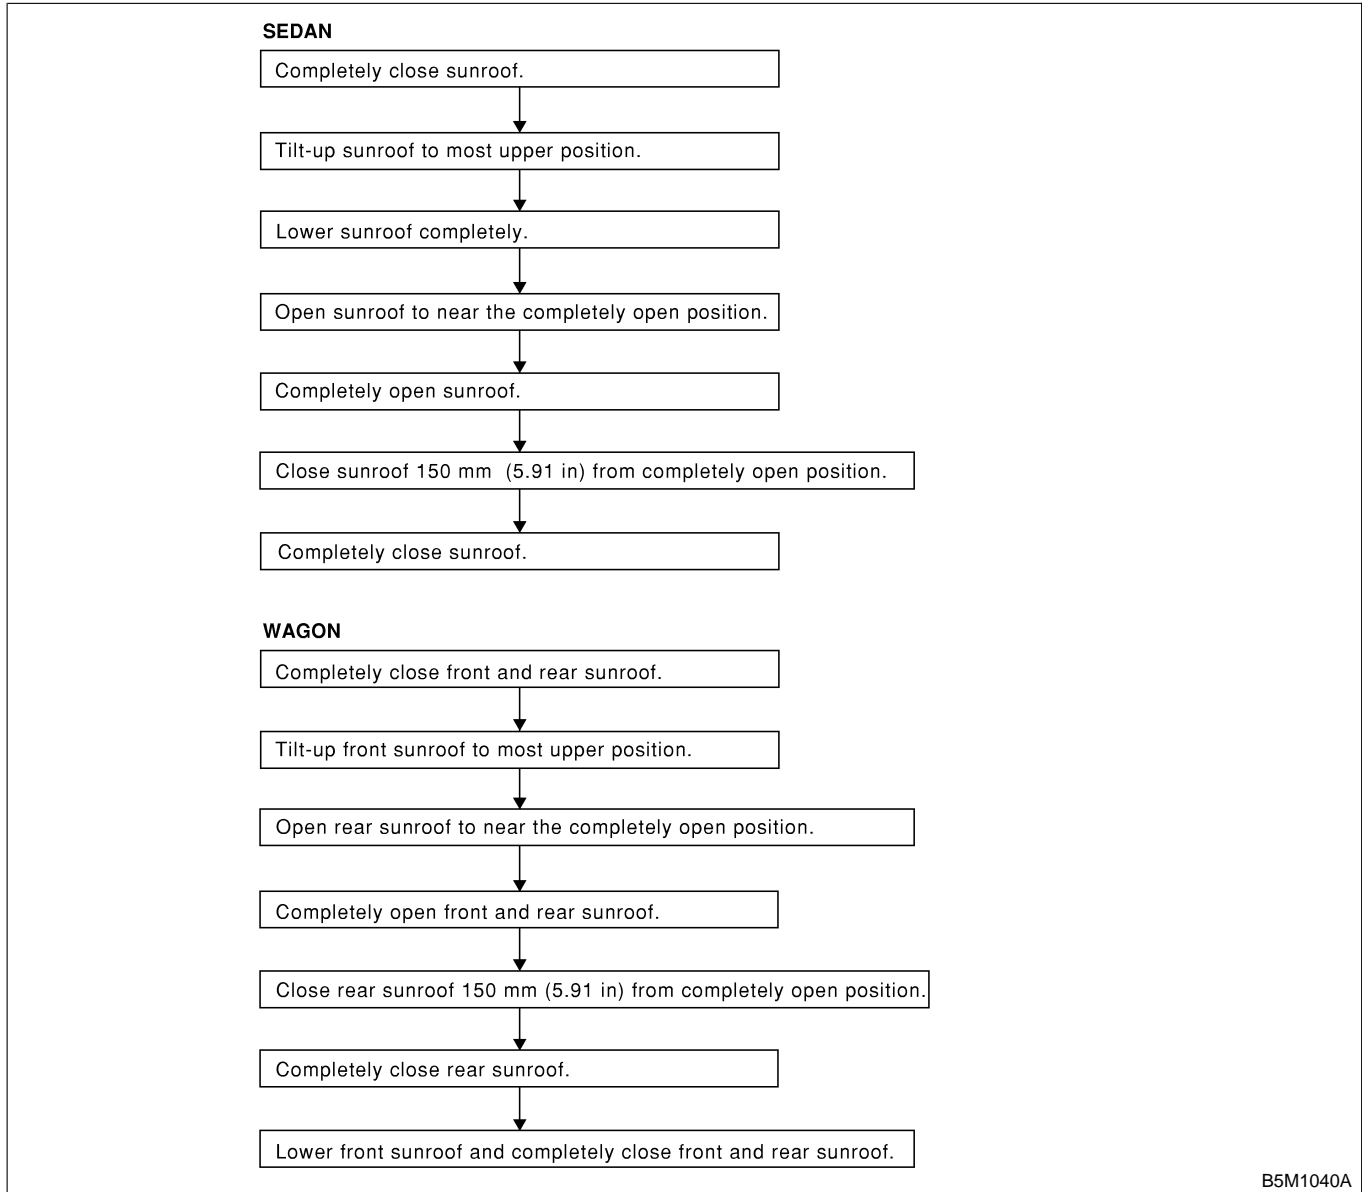 SEDAN
Completely close sunroof.
Tilt-up sunroof to most upper position.
Lower sunroof completely.
Open sunroof to near the completely open position.
Completely open sunroof.
Close sunroof 150 mm (5.91 in) from completely open position.
Completely close sunroof.
WAGON
Completely close front and rear sunroof.
Tilt-up front sunroof to most upper position.
Open rear sunroof to near the completely open position.
Completely open front and rear sunroof.
Close rear sunroof 150 mm (5.91 in) from completely open position.
Completely close rear sunroof.
Lower front sunroof and completely close front and rear sunroof.
B5M1040A